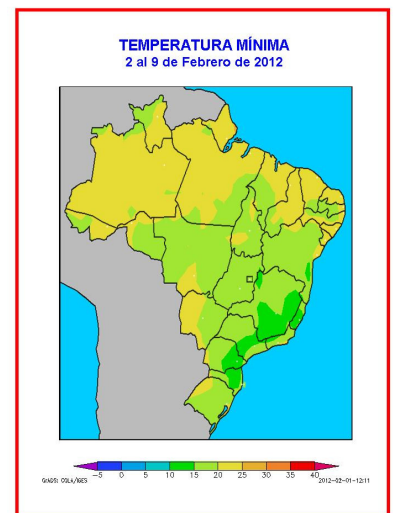 TEMPERATURA MÍNIMA
2 al 9 de Febrero de 2012
-5 0 5 10 15 20 25 30 35 40
GrADS: COLA/IGES 2012-02-01-12:11